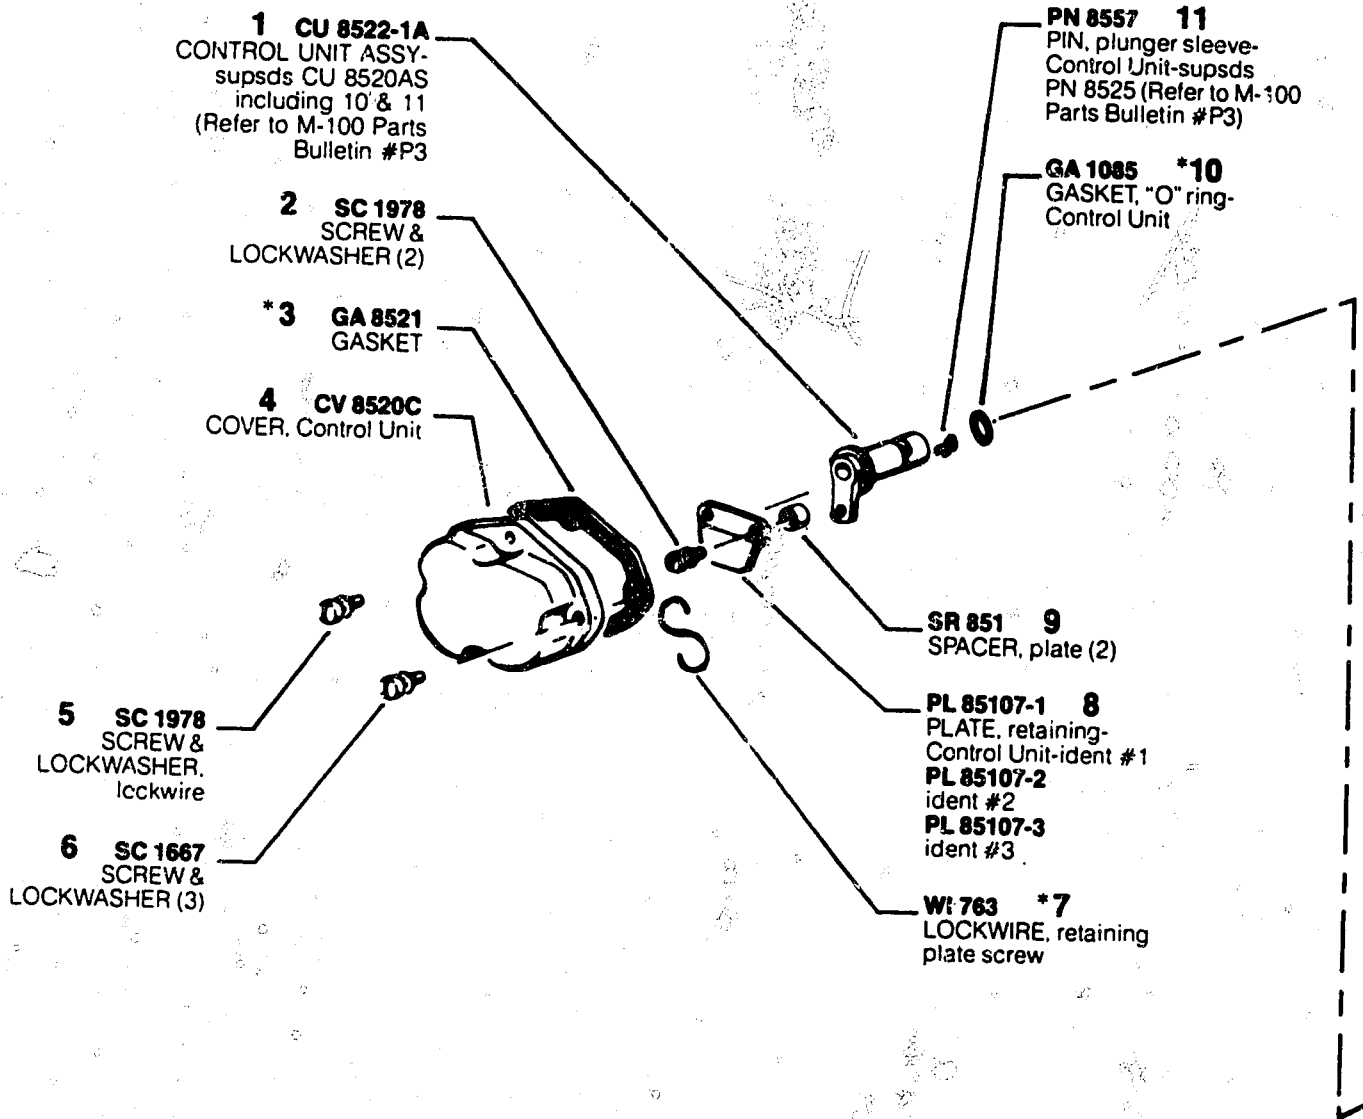 1 CU 8522-1A
CONTROL UNIT ASSY-
supsds CU 8520AS
including 10 & 11
(Refer to M-100 Parts
Bulletin #P3
2 SC 1978
SCREW &
LOCKWASHER (2)
*3 GA 8521
GASKET
4 CV 8520C
COVER, Control Unit
5 SC 1978
SCREW &
LOCKWASHER,
lockwire
6 SC 1667
SCREW &
LOCKWASHER (3)
PN 8557 11
PIN, plunger sleeve-
Control Unit-supsds
PN 8525 (Refer to M-100
Parts Bulletin #P3)
GA 1085 *10
GASKET, "O" ring-
Control Unit
SR 851 9
SPACER, plate (2)
PL 85107-1 8
PLATE, retaining-
Control Unit-ident #1
PL 85107-2
ident #2
PL 85107-3
ident #3
WI 763 *7
LOCKWIRE, retaining
plate screw